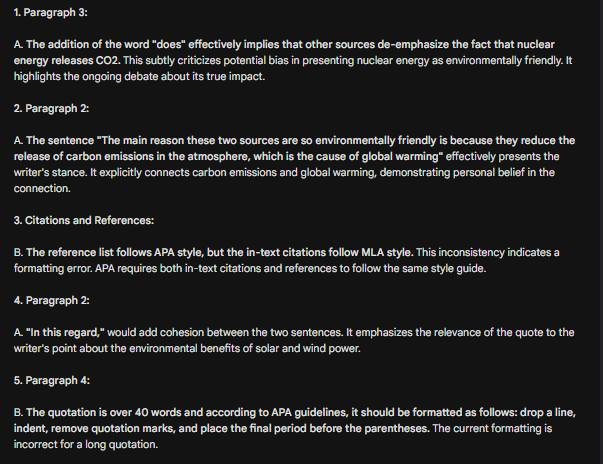 1. Paragraph 3:
A. The addition of the word "does" effectively implies that other sources de-emphasize the fact that nuclear
energy releases CO2. This subtly criticizes potential bias in presenting nuclear energy as environmentally friendly. It
highlights the ongoing debate about its true impact.
2. Paragraph 2:
A. The sentence "The main reason these two sources are so environmentally friendly is because they reduce the
release of carbon emissions in the atmosphere, which is the cause of global warming" effectively presents the
writer's stance. It explicitly connects carbon emissions and global warming, demonstrating personal belief in the
connection.
3. Citations and References:
B. The reference list follows APA style, but the in-text citations follow MLA style. This inconsistency indicates a
formatting error. APA requires both in-text citations and references to follow the same style guide.
4. Paragraph 2:
A. "In this regard," would add cohesion between the two sentences. It emphasizes the relevance of the quote to the
writer's point about the environmental benefits of solar and wind power.
5. Paragraph 4:
B. The quotation is over 40 words and according to APA guidelines, it should be formatted as follows: drop a line,
indent, remove quotation marks, and place the final period before the parentheses. The current formatting is
incorrect for a long quotation.